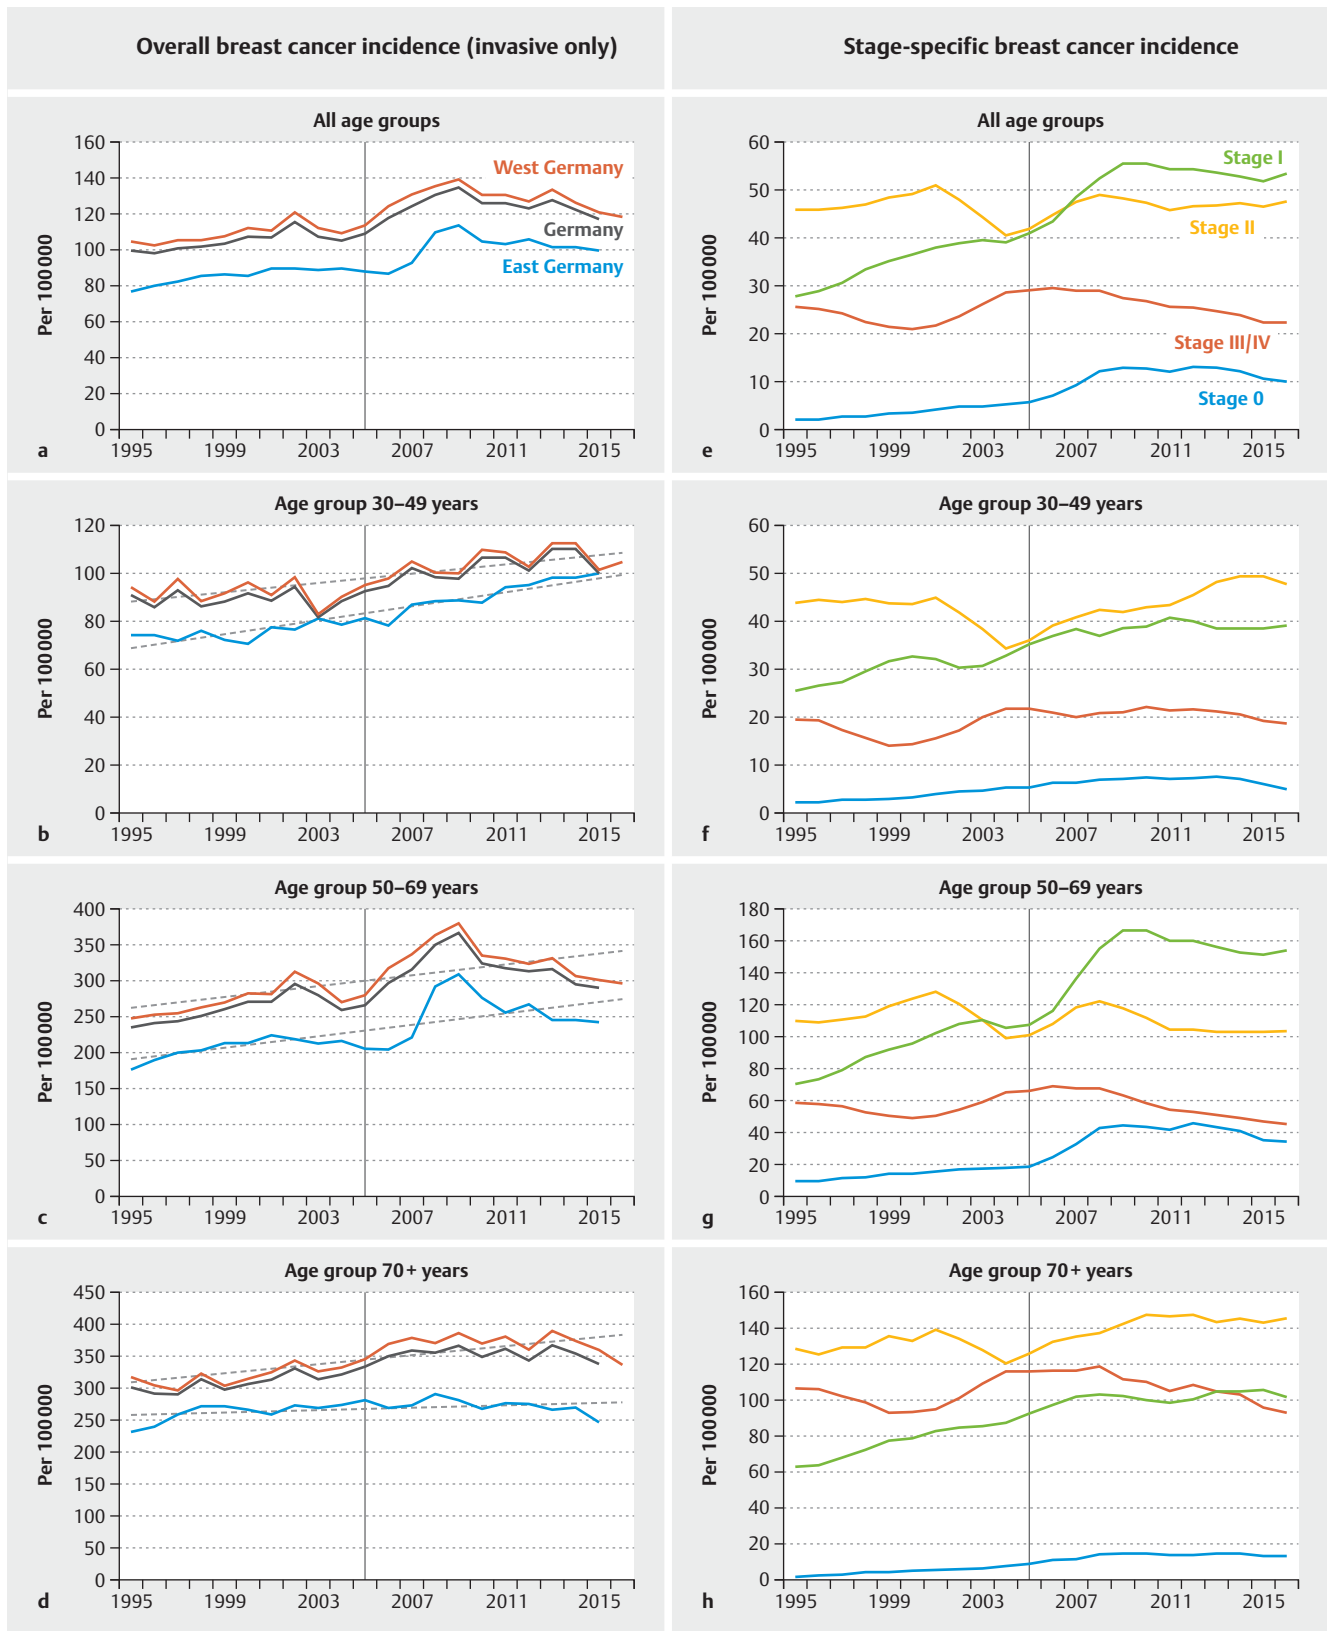 Overall breast cancer incidence (invasive only)
Stage-specific breast cancer incidence
All age groups
Per 100 000
160
140
120
100
80
60
40
20
0
West Germany
Germany
East Germany
1995 1999 2003 2007 2011 2015
a
All age groups
Per 100 000
60
50
40
30
20
10
0
Stage I
Stage II
Stage III/IV
Stage 0
1995 1999 2003 2007 2011 2015
e
Age group 30–49 years
Per 100 000
120
100
80
60
40
20
0
1995 1999 2003 2007 2011 2015
b
Age group 30–49 years
Per 100 000
60
50
40
30
20
10
0
1995 1999 2003 2007 2011 2015
f
Age group 50–69 years
Per 100 000
400
350
300
250
200
150
100
50
0
1995 1999 2003 2007 2011 2015
c
Age group 50–69 years
Per 100 000
180
160
140
120
100
80
60
40
20
0
1995 1999 2003 2007 2011 2015
g
Age group 70+ years
Per 100 000
450
400
350
300
250
200
150
100
50
0
1995 1999 2003 2007 2011 2015
d
Age group 70+ years
Per 100 000
160
140
120
100
80
60
40
20
0
1995 1999 2003 2007 2011 2015
h